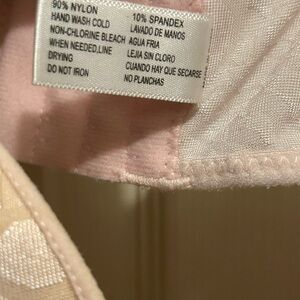 90% NYLON 10% SPANDEX
HAND WASH COLD LAVADO DE MANOS
NON-CHLORINE BLEACH AGUA FRIA
WHEN NEEDED,LINE LEJIA SIN CLORO
DRYING CUANDO HAY QUE SECARSE
DO NOT IRON NO PLANCHAS